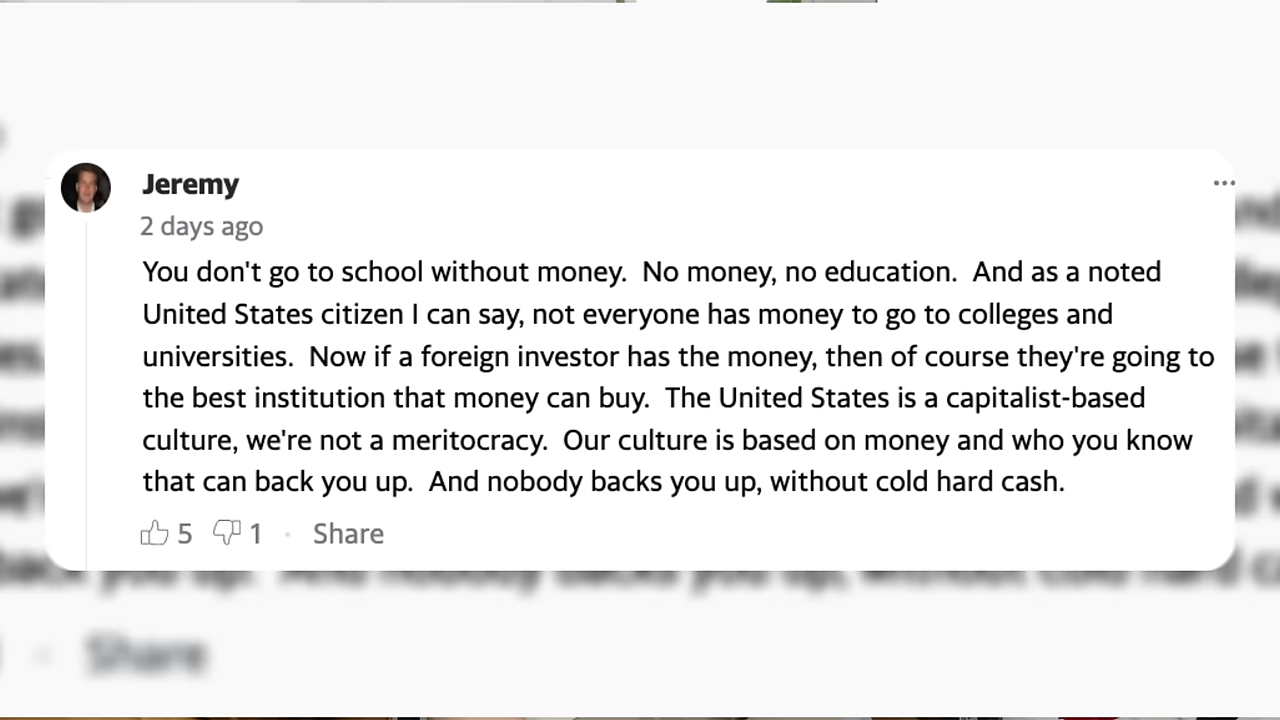 Jeremy
2 days ago
You don't go to school without money.  No money, no education.  And as a noted
United States citizen I can say, not everyone has money to go to colleges and
universities.  Now if a foreign investor has the money, then of course they're going to
the best institution that money can buy.  The United States is a capitalist-based
culture, we're not a meritocracy.  Our culture is based on money and who you know
that can back you up.  And nobody backs you up, without cold hard cash.
5 1 · Share
Share